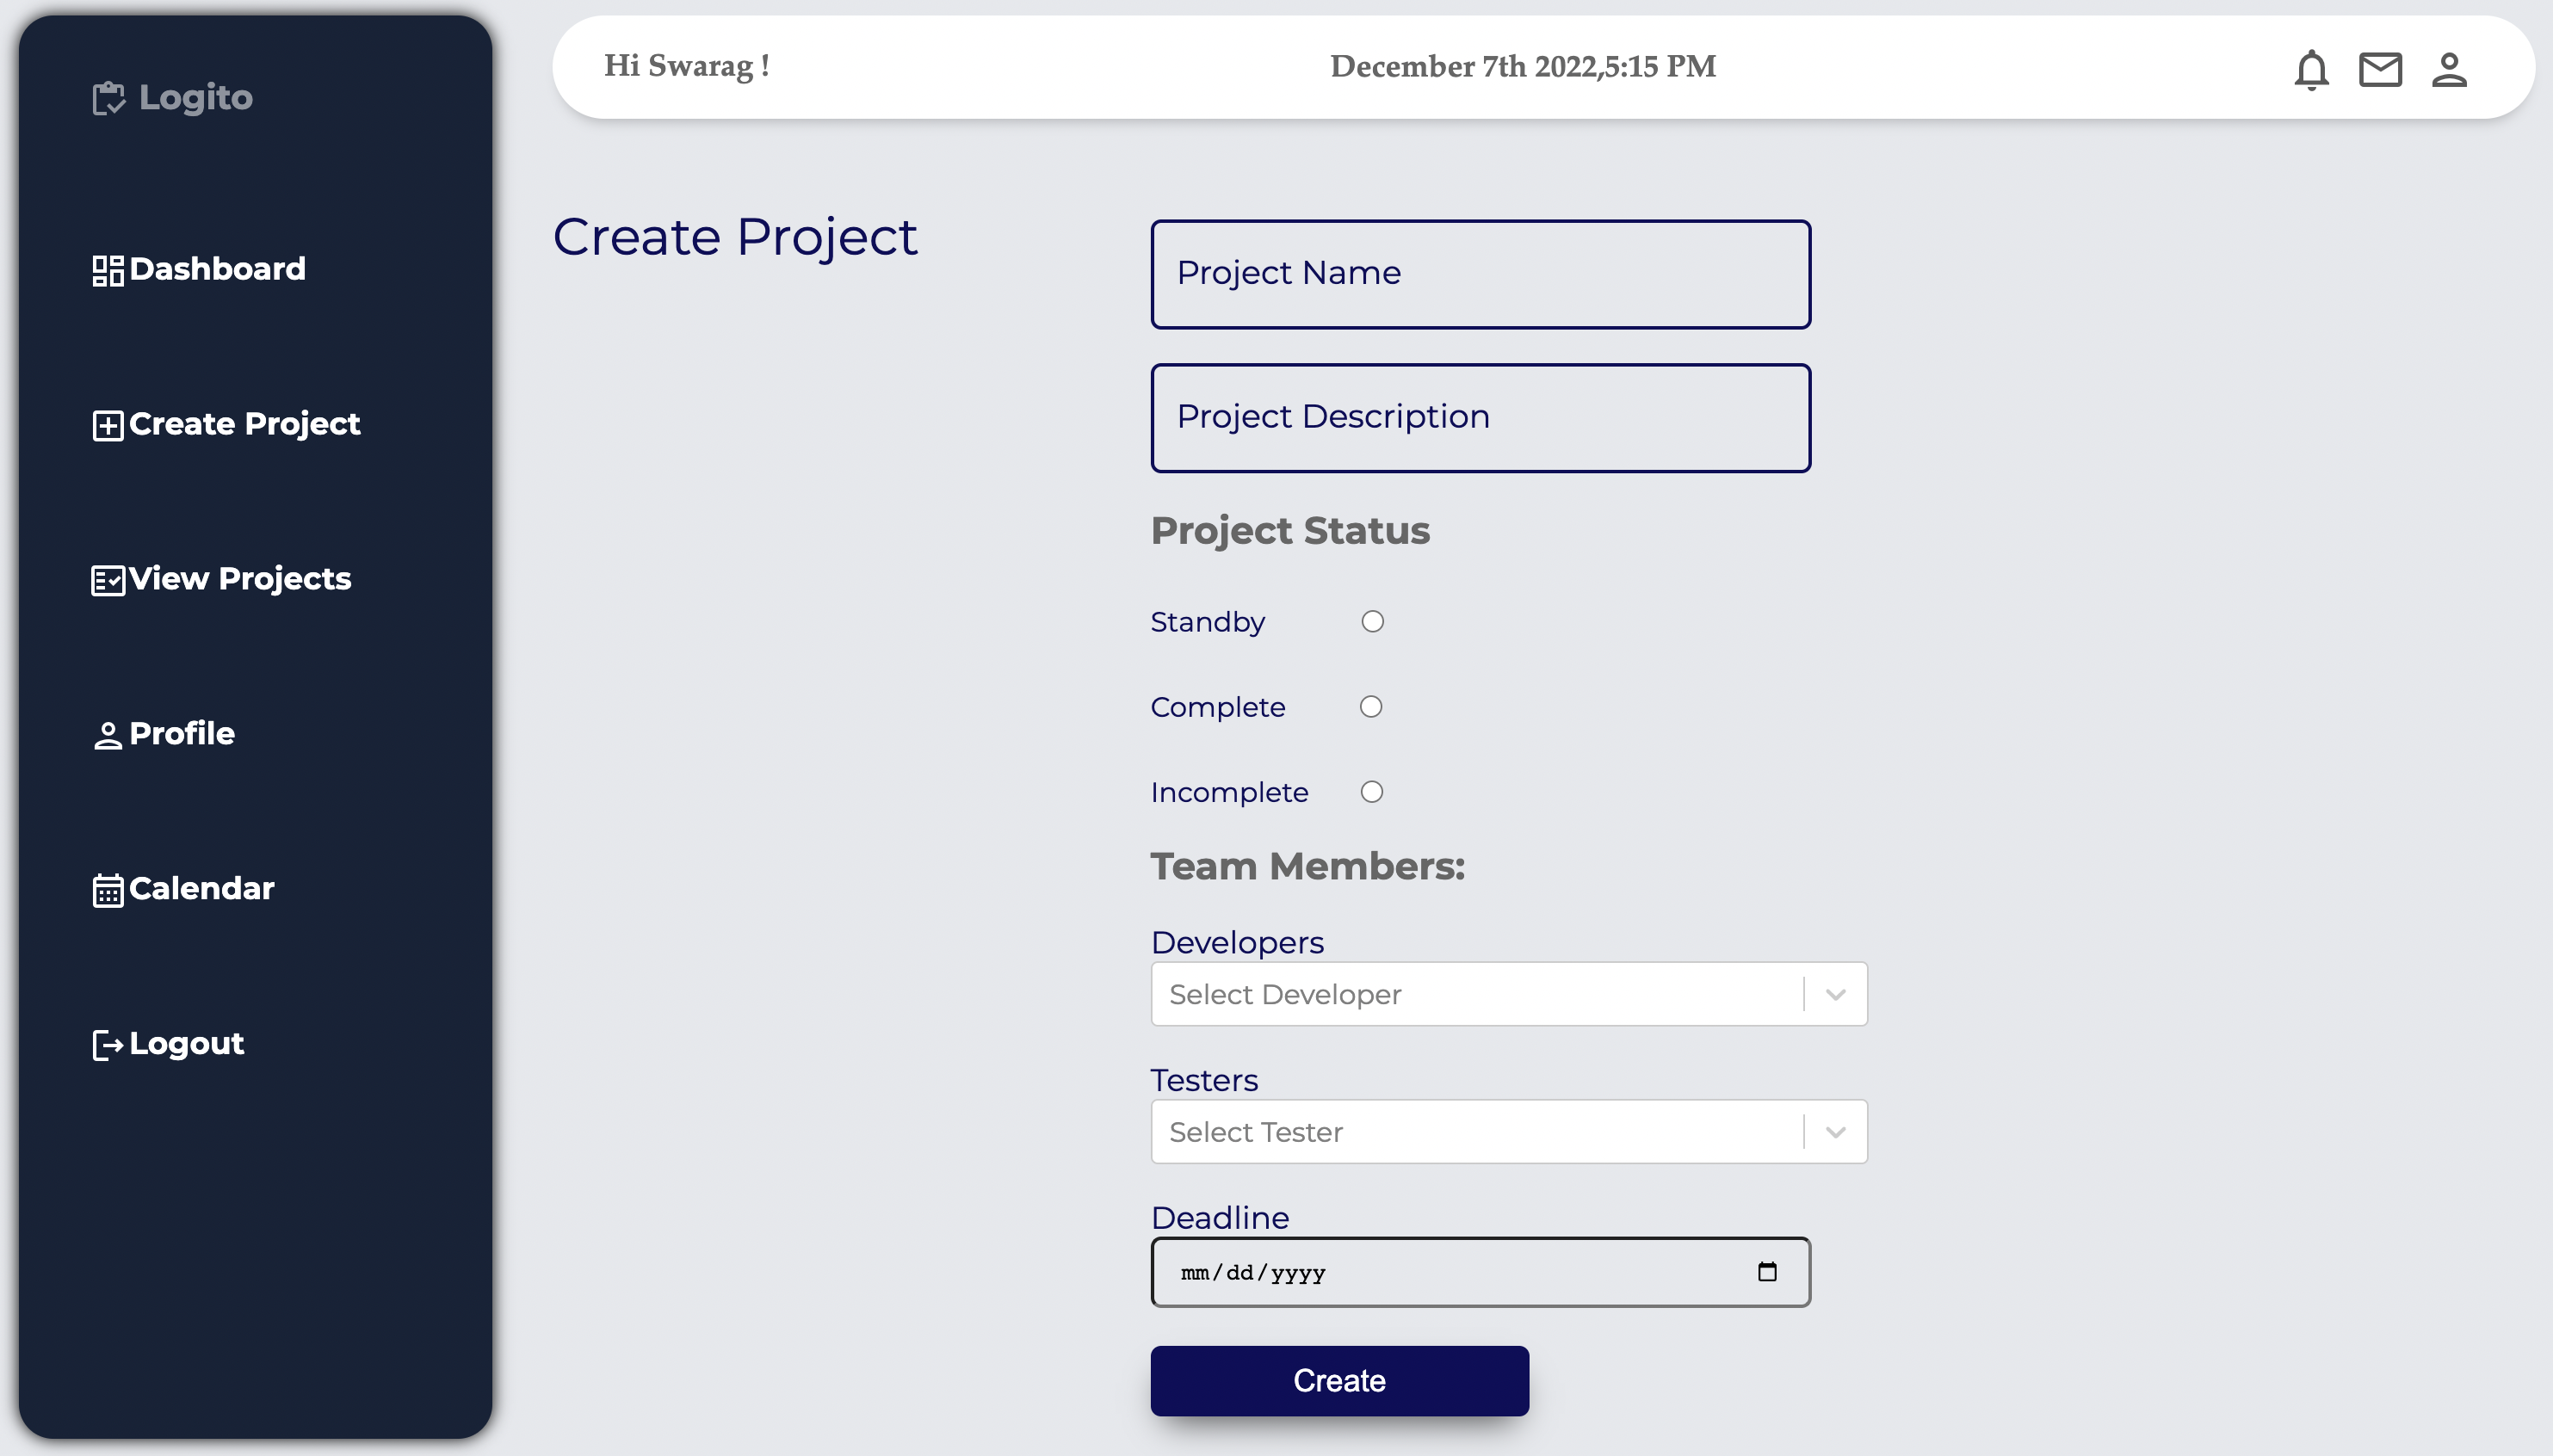 Logito
Dashboard
Create Project
View Projects
Profile
Calendar
Logout
Hi Swarag !
December 7th 2022,5:15 PM
Create Project
Project Name
Project Description
Project Status
Standby
Complete
Incomplete
Team Members:
Developers
Select Developer
Testers
Select Tester
Deadline
mm/dd/yyyy
Create